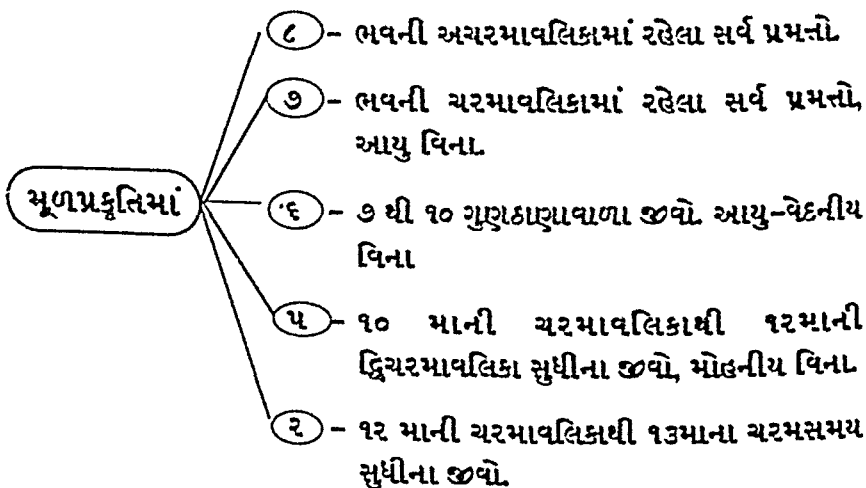 ૮ - ભવની અચરમાવલિકામાં રહેલા સર્વ પ્રમત્તો.
૭ - ભવની ચરમાવલિકામાં રહેલા સર્વ પ્રમત્તો,
આયુ વિના.
મૂળપ્રકૃતિમાં
૬ - ૭ થી ૧૦ ગુણઠાણાવાળા જીવો. આયુ-વેદનીય
વિના
૫ - ૧૦ માની ચરમાવલિકાથી ૧૨માની
દ્વિચરમાવલિકા સુધીના જીવો, મોહનીય વિના.
૨ - ૧૨ માની ચરમાવલિકાથી ૧૩માના ચરમસમય
સુધીના જીવો.